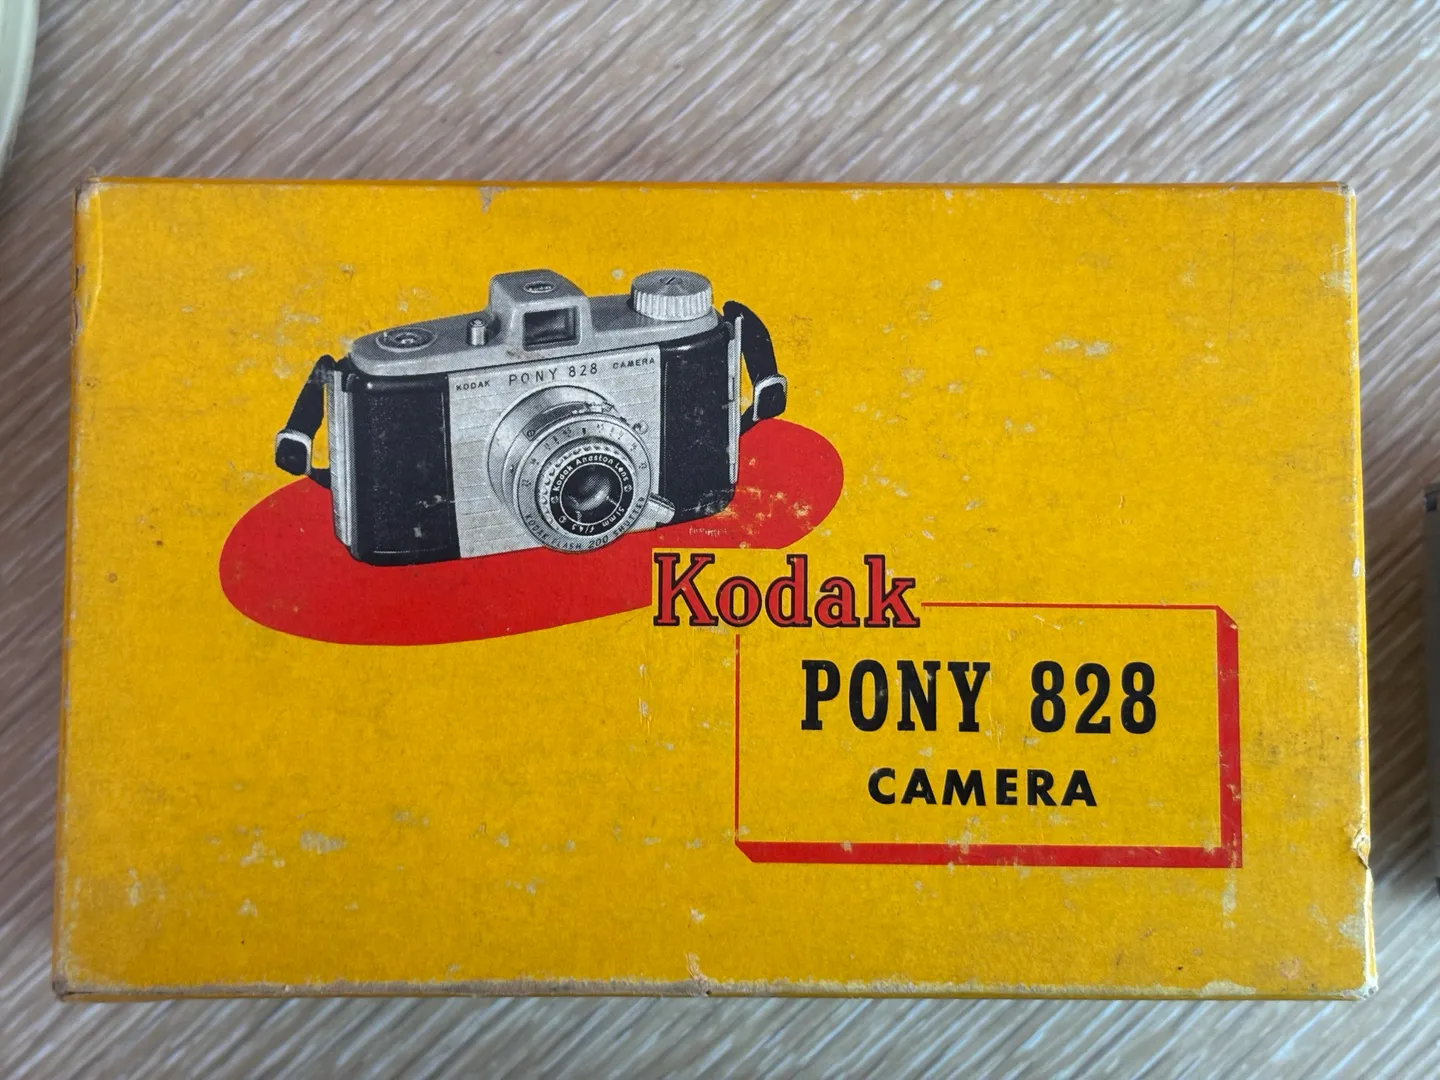 KODAK PONY 828 CAMERA
Kodak Anaston Lens
51mm f/4.5
KODAK FLASH 200 SHUTTER
Kodak
PONY 828
CAMERA